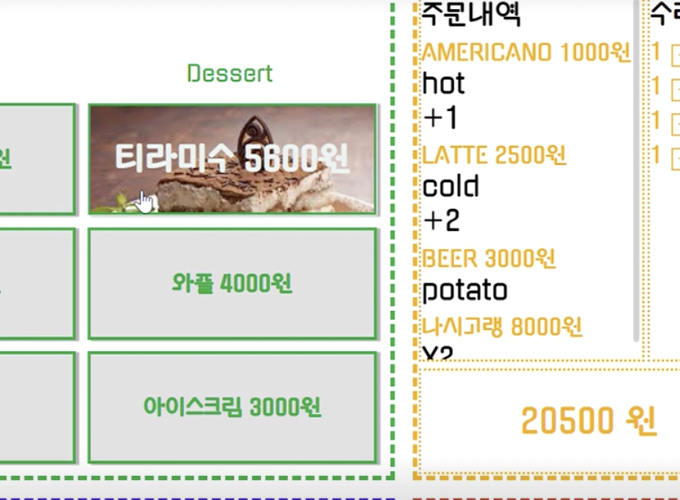 Dessert
원
티라미수 5600원
와플 4000원
아이스크림 3000원
주문내역
AMERICANO 1000원
hot
+1
LATTE 2500원
cold
+2
BEER 3000원
potato
나시고랭 8000원
X2
1
1
1
1
20500 원